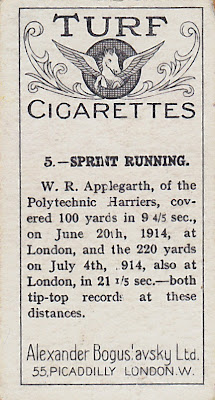 TURF
CIGARETTES
5.—SPRINT RUNNING.
W. R. Applegarth, of the
Polytechnic Harriers, cov-
ered 100 yards in 9 4/5 sec.,
on June 20th, 1914, at
London, and the 220 yards
on July 4th, 914, also at
London, in 21 1/5 sec.—both
tip-top records at these
distances.
Alexander Bogus'avsky Ltd.
55, PICCADILLY LONDON.W.